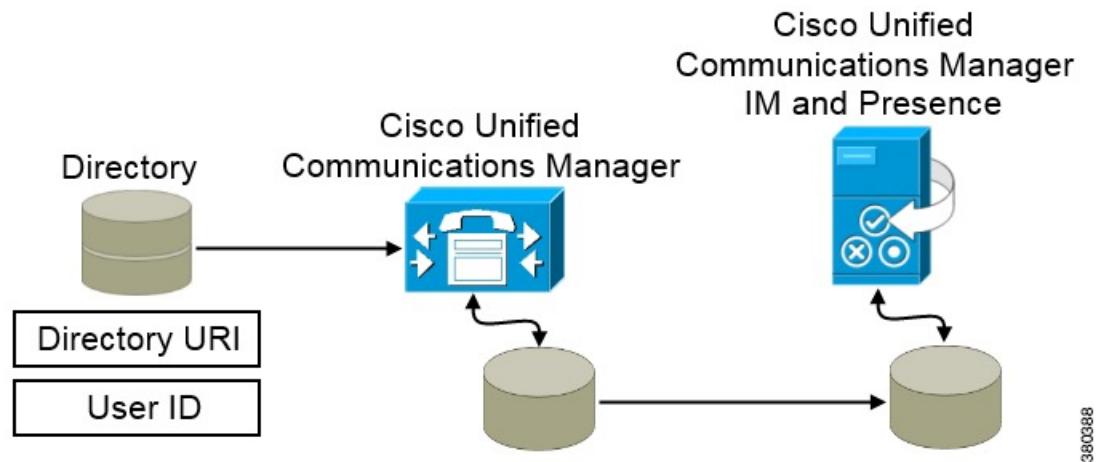 Cisco Unified
Communications Manager
IM and Presence
Cisco Unified
Communications Manager
Directory
Directory URI
User ID
380388